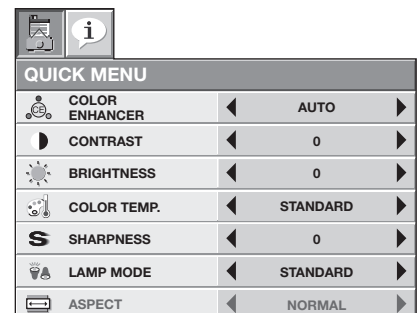 i
QUICK MENU
CE
COLOR
ENHANCER AUTO
CONTRAST 0
BRIGHTNESS 0
COLOR TEMP. STANDARD
S SHARPNESS 0
LAMP MODE STANDARD
ASPECT NORMAL